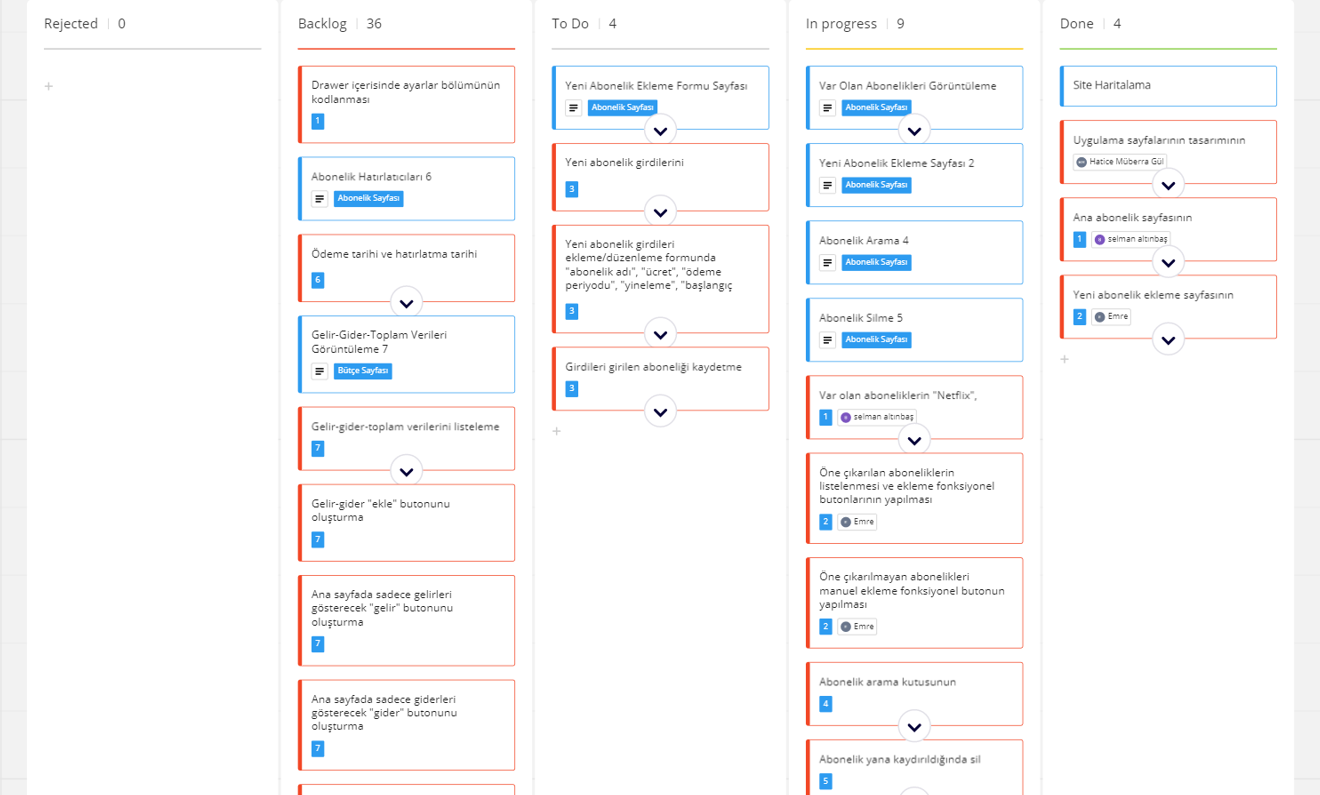 Rejected 0
Backlog 36
Drawer içerisinde ayarlar bölümünün
kodlanması
1
Abonelik Hatırlatıcıları 6
Abonelik Sayfası
Ödeme tarihi ve hatırlatma tarihi
6
Gelir-Gider-Toplam Verileri
Görüntüleme 7
Bütçe Sayfası
Gelir-gider-toplam verilerini listeleme
7
Gelir-gider "ekle" butonunu
oluşturma
7
Ana sayfada sadece gelirleri
gösterecek "gelir" butonunu
oluşturma
7
Ana sayfada sadece giderleri
gösterecek "gider" butonunu
oluşturma
7
To Do 4
Yeni Abonelik Ekleme Formu Sayfası
Abonelik Sayfası
Yeni abonelik girdilerini
3
Yeni abonelik girdileri
ekleme/düzenleme formunda
"abonelik adı", "ücret", "ödeme
periyodu", "yineleme", "başlangıç
3
Girdileri girilen aboneliği kaydetme
3
In progress 9
Var Olan Abonelikleri Görüntüleme
Abonelik Sayfası
Yeni Abonelik Ekleme Sayfası 2
Abonelik Sayfası
Abonelik Arama 4
Abonelik Sayfası
Abonelik Silme 5
Abonelik Sayfası
Var olan aboneliklerin "Netflix",
1 selman altınbaş
Öne çıkarılan aboneliklerin
listelenmesi ve ekleme fonksiyonel
butonlarının yapılması
2 Emre
Öne çıkarılmayan abonelikleri
manuel ekleme fonksiyonel butonun
yapılması
2 Emre
Abonelik arama kutusunun
4
Abonelik yana kaydırıldığında sil
5
Done 4
Site Haritalama
Uygulama sayfalarının tasarımının
Hatice Müberra Gül
Ana abonelik sayfasının
1 selman altınbaş
Yeni abonelik ekleme sayfasının
2 Emre